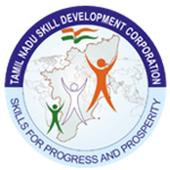 TAMIL NADU SKILL DEVELOPMENT CORPORATION
SKILLS FOR PROGRESS AND PROSPERITY